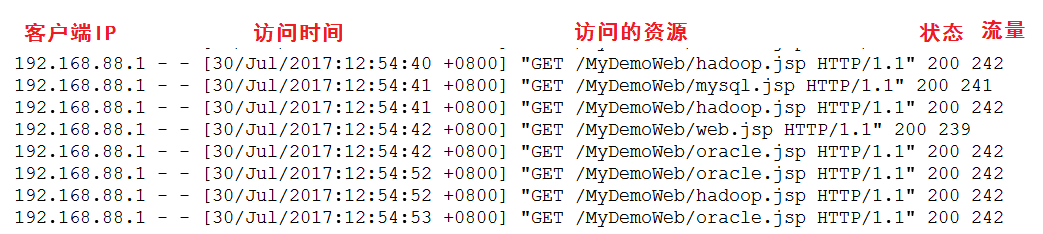 客户端IP 访问时间 访问的资源 状态 流量
192.168.88.1 - - [30/Jul/2017:12:54:40 +0800] "GET /MyDemoWeb/hadoop.jsp HTTP/1.1" 200 242
192.168.88.1 - - [30/Jul/2017:12:54:41 +0800] "GET /MyDemoWeb/mysql.jsp HTTP/1.1" 200 241
192.168.88.1 - - [30/Jul/2017:12:54:41 +0800] "GET /MyDemoWeb/hadoop.jsp HTTP/1.1" 200 242
192.168.88.1 - - [30/Jul/2017:12:54:42 +0800] "GET /MyDemoWeb/web.jsp HTTP/1.1" 200 239
192.168.88.1 - - [30/Jul/2017:12:54:42 +0800] "GET /MyDemoWeb/oracle.jsp HTTP/1.1" 200 242
192.168.88.1 - - [30/Jul/2017:12:54:52 +0800] "GET /MyDemoWeb/oracle.jsp HTTP/1.1" 200 242
192.168.88.1 - - [30/Jul/2017:12:54:52 +0800] "GET /MyDemoWeb/hadoop.jsp HTTP/1.1" 200 242
192.168.88.1 - - [30/Jul/2017:12:54:53 +0800] "GET /MyDemoWeb/oracle.jsp HTTP/1.1" 200 242